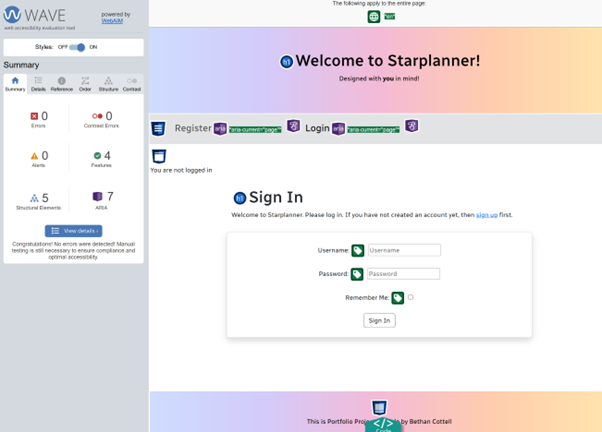 The following apply to the entire page:
WAVE
web accessibility evaluation tool
powered by
WebAIM
Styles: OFF ON
Summary
Summary Details Reference Order Structure Contrast
0
Errors
0
Contrast Errors
0
Alerts
4
Features
5
Structural Elements
7
ARIA
View details ›
Congratulations! No errors were detected! Manual
testing is still necessary to ensure compliance and
optimal accessibility.
h1 Welcome to Starplanner!
Designed with you in mind!
Register aria "aria-current="page"" Login aria "aria-current="page""
You are not logged in
h1 Sign In
Welcome to Starplanner. Please log in. If you have not created an account yet, then sign up first.
Username: Username
Password: Password
Remember Me:
Sign In
This is Portfolio by Bethan Cottell
</>
Code